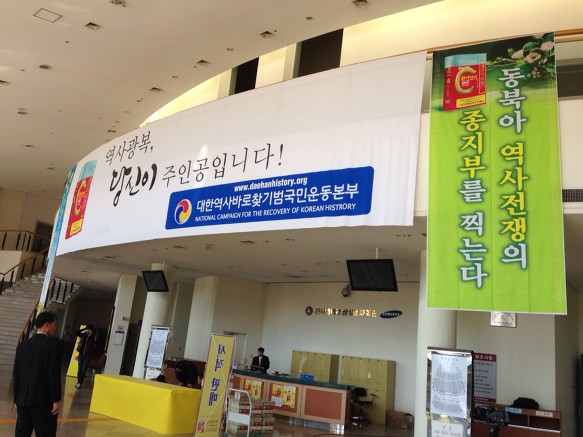 역사광복,
당신이 주인공입니다!
www.daehanhistory.org
대한역사바로찾기범국민운동본부
NATIONAL CAMPAIGN FOR THE RECOVERY OF KOREAN HISTRORY
동북아 역사전쟁의
종지부를 찍는다